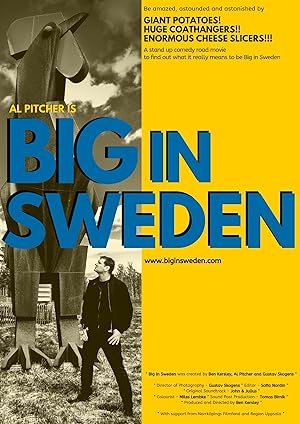 Be amazed, astounded and astonished by
GIANT POTATOES!
HUGE COATHANGERS!!
ENORMOUS CHEESE SLICERS!!!
A stand up comedy road movie
to find out what it really means to be Big in Sweden
AL PITCHER IS
BIG IN
SWEDEN
www.biginsweden.com
* Big In Sweden was created by Ben Kersley, Al Pitcher and Gustav Skogens *
* Director of Photography - Gustav Skogens * Editor - Sofia Nordin *
* Original Soundtrack - John & Julius *
* Colourist - Milas Lembke * Sound Post Production - Tomas Blrnik *
* Produced and Directed by Ben Kersley *
* With support from Norrköpings Filmfond and Region Uppsala *